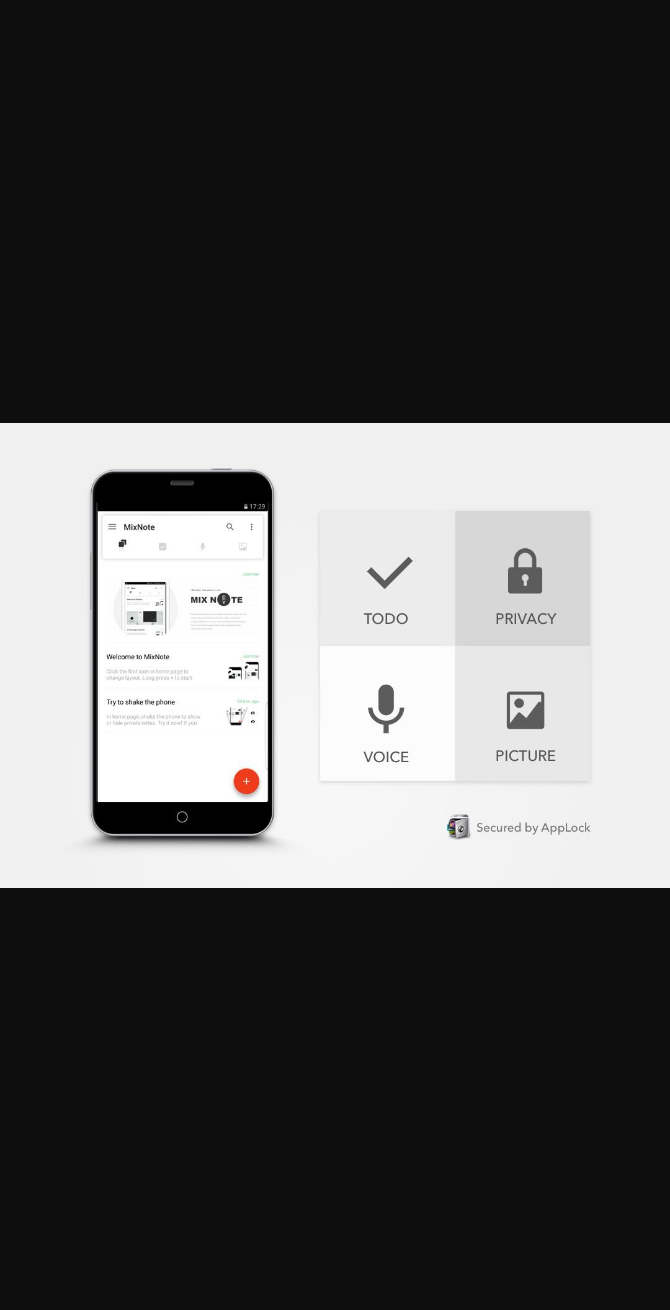 17:29
MixNote
MIX NOTE
Welcome to MixNote
Click the first icon in home page to
change layout. Long press + to start
Try to shake the phone
In home page, shake the phone to show
or hide private notes. Try it now! If you
TODO
PRIVACY
VOICE
PICTURE
Secured by AppLock